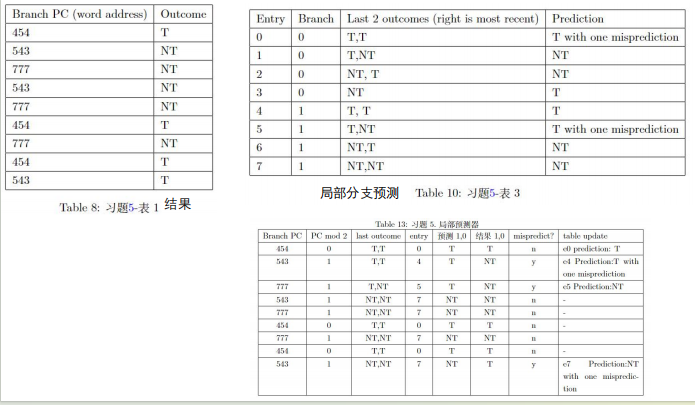 Branch PC (word address) Outcome
454 T
543 NT
777 NT
543 NT
777 NT
454 T
777 NT
454 T
543 T
Table 8: 习题5-表 1 结果
Entry Branch Last 2 outcomes (right is most recent) Prediction
0 0 T,T T with one misprediction
1 0 T,NT NT
2 0 NT, T NT
3 0 NT T
4 1 T, T T
5 1 T,NT T with one misprediction
6 1 NT,T NT
7 1 NT,NT NT
局部分支预测 Table 10: 习题5-表 3
Table 13: 习题 5. 局部预测器
Branch PC PC mod 2 last outcome entry 预测 1,0 结果 1,0 mispredict? table update
454 0 T,T 0 T T n e0 prediction: T
543 1 T,T 4 T NT y e4 Prediction:T with
one misprediction
777 1 T,NT 5 T NT y e5 Prediction:NT
543 1 NT,NT 7 NT NT n -
777 1 NT,NT 7 NT NT n -
454 0 T,T 0 T T n -
777 1 NT,NT 7 NT NT n
454 0 T,T 0 T T n -
543 1 NT,NT 7 NT T y e7 Prediction:NT
with one mispredic-
tion